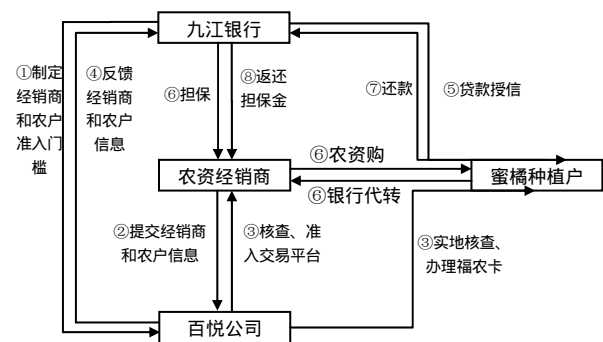 九江银行
①制定
经销商
和农户
准入门
槛
④反馈
经销商
和农户
信息
⑥担保
⑧返还
担保金
⑦还款
⑤贷款授信
农资经销商
⑥农资购
⑥银行代转
蜜橘种植户
②提交经销商
和农户信息
③核查、准
入交易平台
③实地核查、
办理福农卡
百悦公司